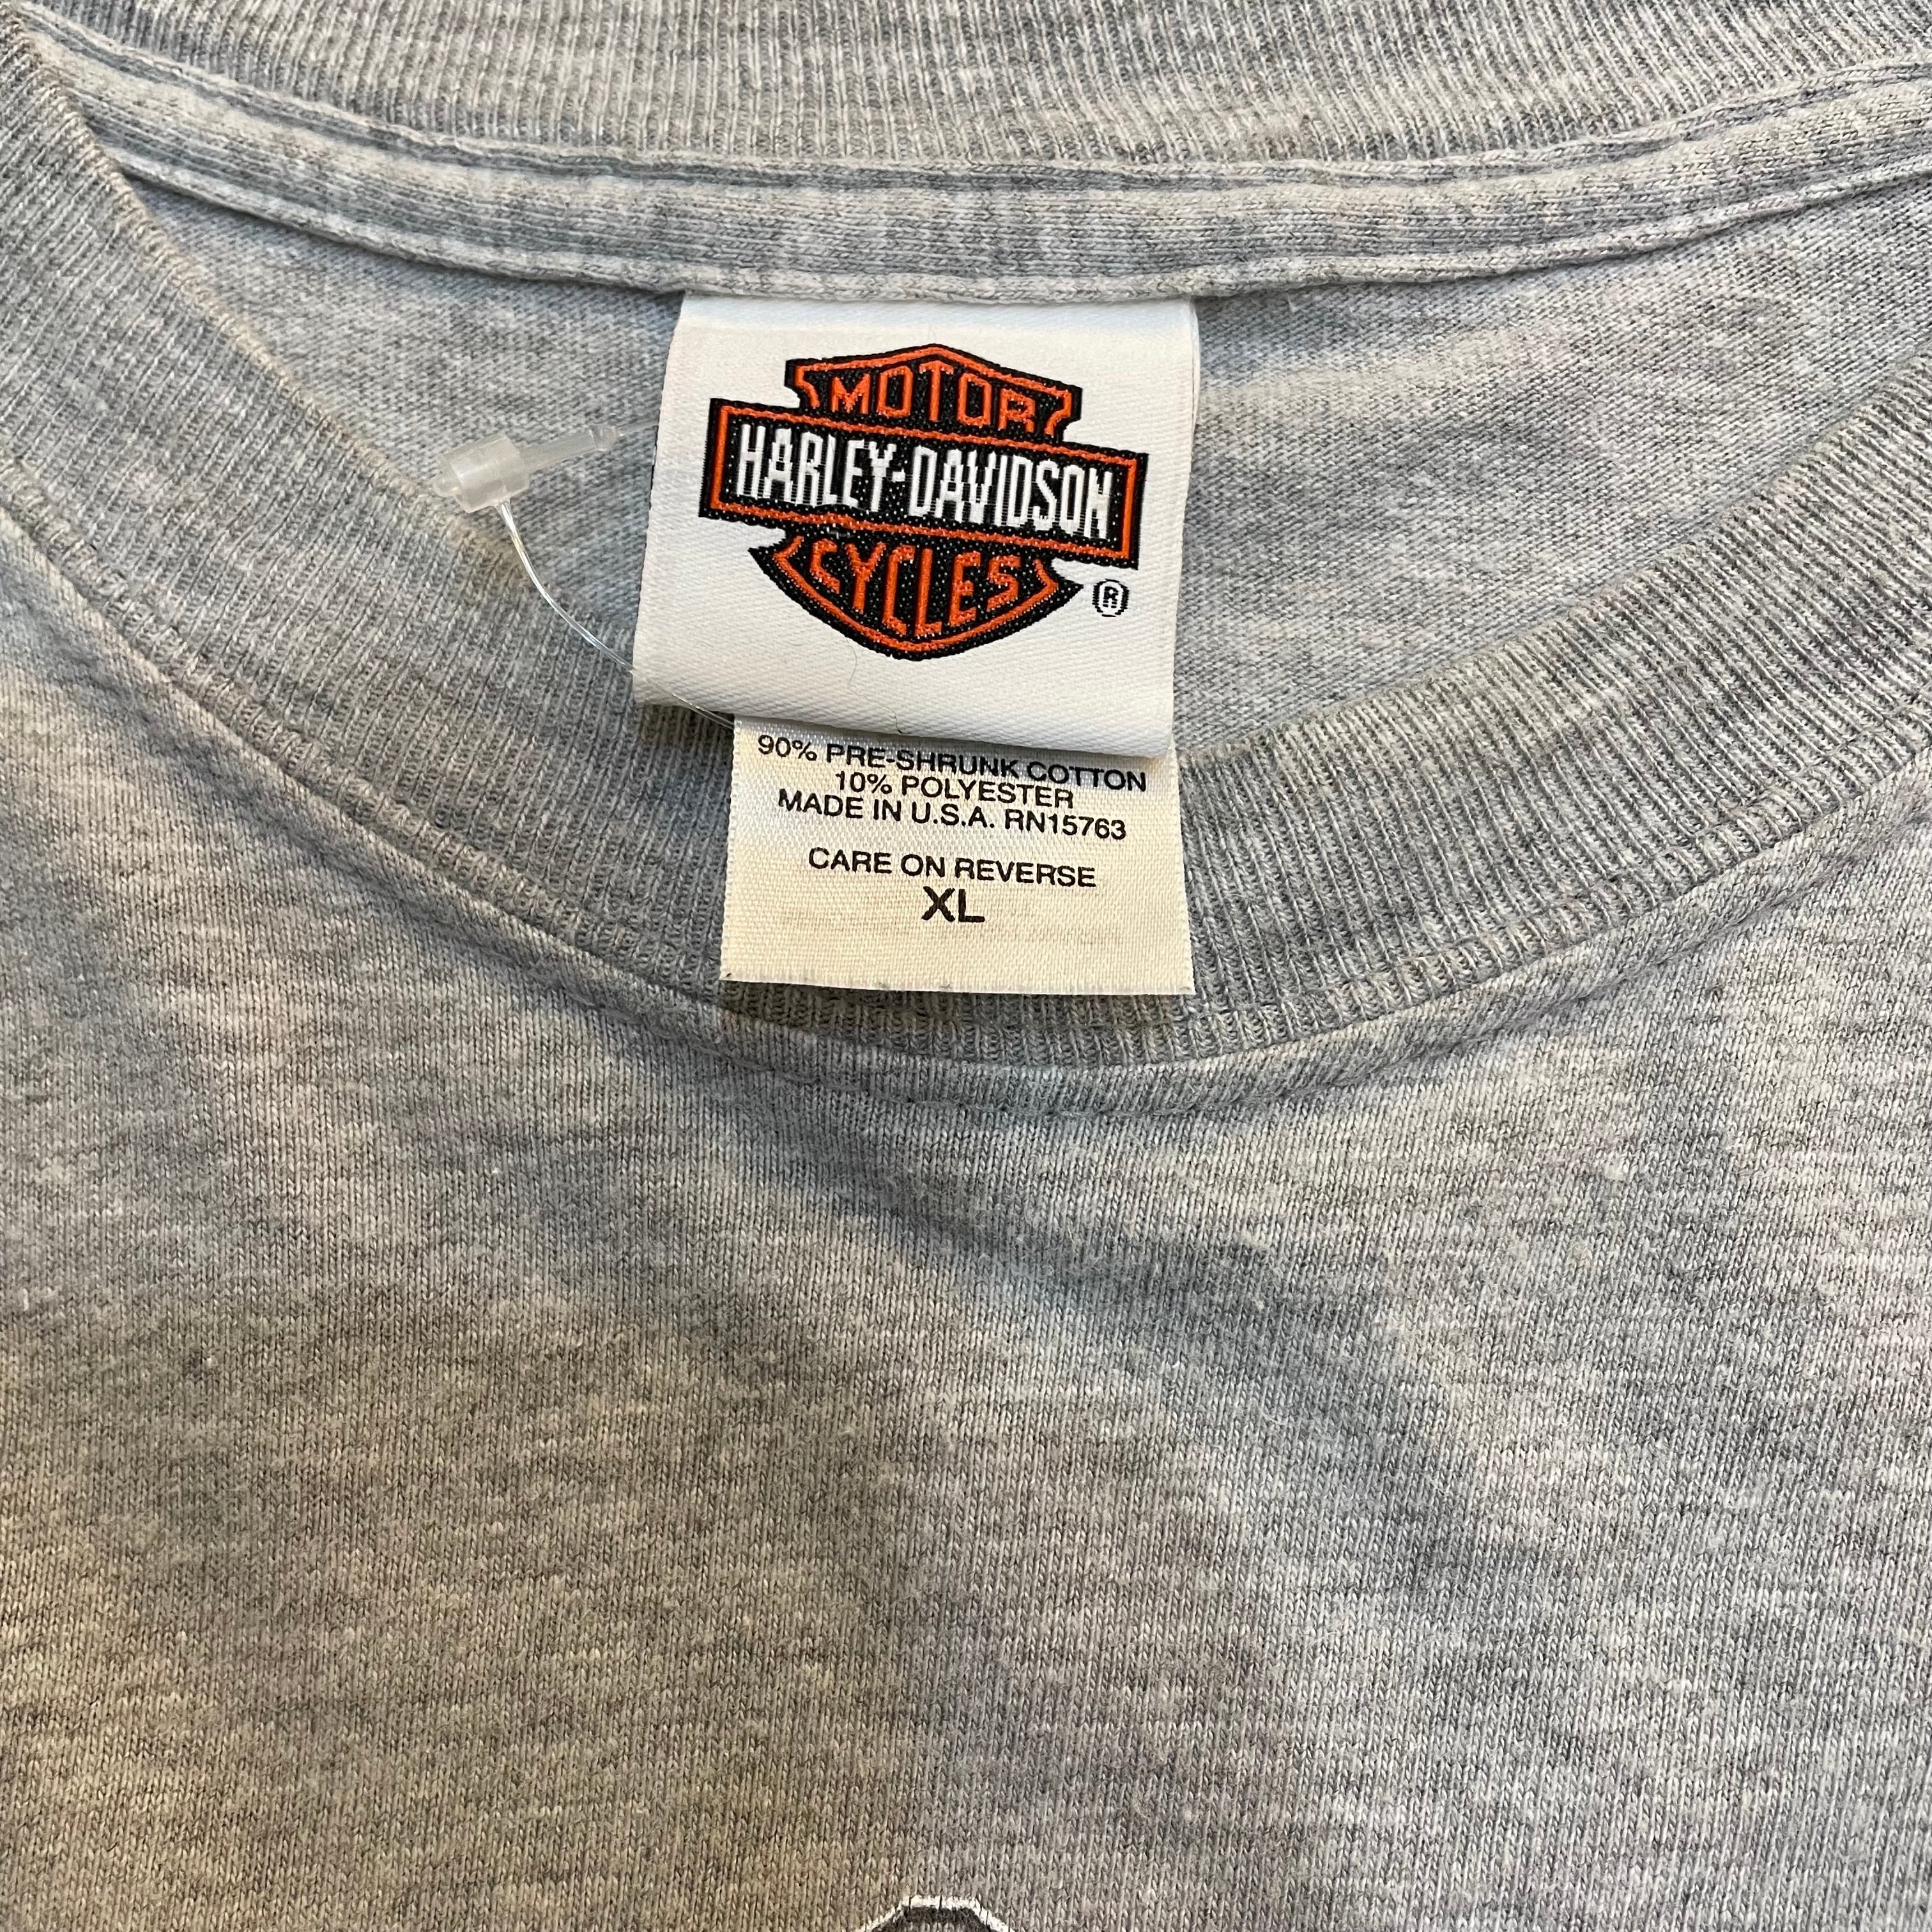 MOTOR
HARLEY-DAVIDSON
CYCLES
®
90% PRE-SHRUNK COTTON
10% POLYESTER
MADE IN U.S.A. RN15763
CARE ON REVERSE
XL